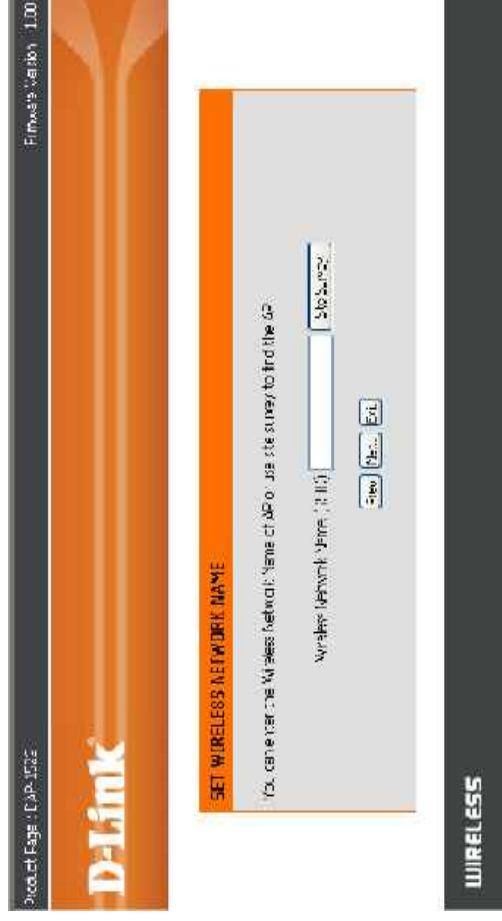 Product Page : DAP-1522 Firmware Version : 1.00
D-Link
SET WIRELESS NETWORK NAME
You can enter the Wireless Network Name of AP or use site survey to find the AP.
Wireless Network Name (SSID) Site Survey
Prev Next Exit
WIRELESS